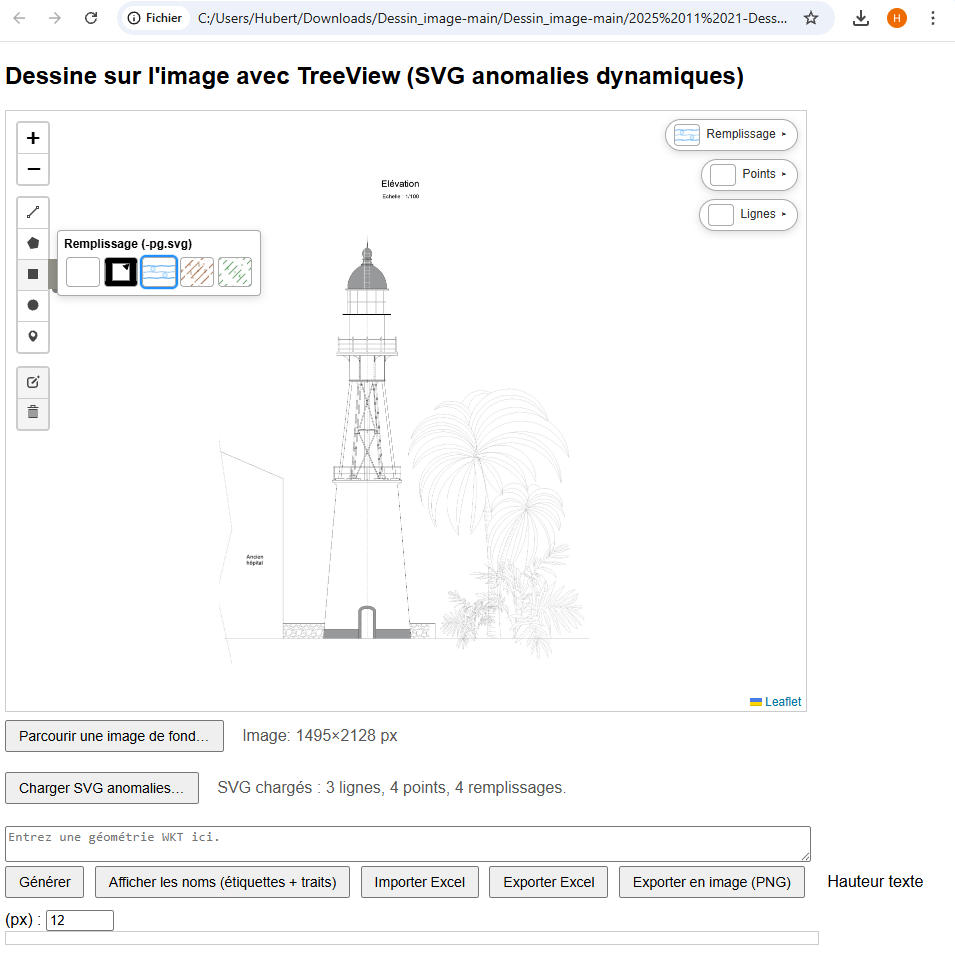 Fichier
C:/Users/Hubert/Downloads/Dessin_image-main/Dessin_image-main/2025%2011%2021-Dess...
H
Dessine sur l'image avec TreeView (SVG anomalies dynamiques)
+
−
Remplissage ▸
Points ▸
Lignes ▸
Elévation
Echelle : 1/100
Remplissage (-pg.svg)
Ancien
hôpital
Leaflet
Parcourir une image de fond…
Image: 1495×2128 px
Charger SVG anomalies…
SVG chargés : 3 lignes, 4 points, 4 remplissages.
Entrez une géométrie WKT ici.
Générer
Afficher les noms (étiquettes + traits)
Importer Excel
Exporter Excel
Exporter en image (PNG)
Hauteur texte
(px) : 12